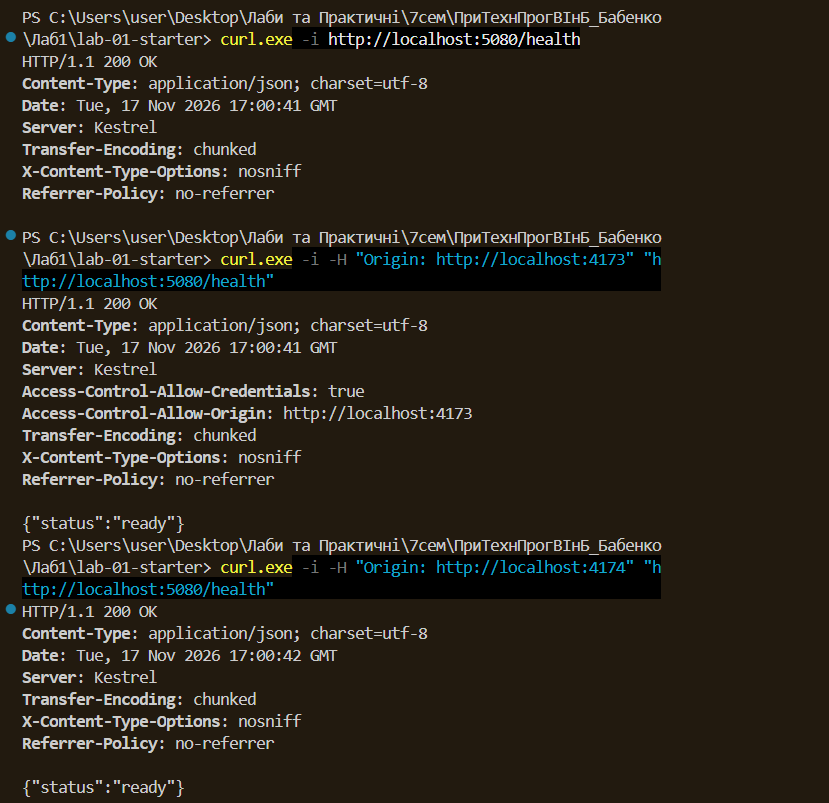 PS C:\Users\user\Desktop\Лаби та Практичні\7сем\ПриТехнПрогВІнБ_Бабенко
\Лаб1\lab-01-starter> curl.exe -i http://localhost:5080/health
HTTP/1.1 200 OK
Content-Type: application/json; charset=utf-8
Date: Tue, 17 Nov 2026 17:00:41 GMT
Server: Kestrel
Transfer-Encoding: chunked
X-Content-Type-Options: nosniff
Referrer-Policy: no-referrer

PS C:\Users\user\Desktop\Лаби та Практичні\7сем\ПриТехнПрогВІнБ_Бабенко
\Лаб1\lab-01-starter> curl.exe -i -H "Origin: http://localhost:4173" "h
ttp://localhost:5080/health"
HTTP/1.1 200 OK
Content-Type: application/json; charset=utf-8
Date: Tue, 17 Nov 2026 17:00:41 GMT
Server: Kestrel
Access-Control-Allow-Credentials: true
Access-Control-Allow-Origin: http://localhost:4173
Transfer-Encoding: chunked
X-Content-Type-Options: nosniff
Referrer-Policy: no-referrer

{"status":"ready"}
PS C:\Users\user\Desktop\Лаби та Практичні\7сем\ПриТехнПрогВІнБ_Бабенко
\Лаб1\lab-01-starter> curl.exe -i -H "Origin: http://localhost:4174" "h
ttp://localhost:5080/health"
HTTP/1.1 200 OK
Content-Type: application/json; charset=utf-8
Date: Tue, 17 Nov 2026 17:00:42 GMT
Server: Kestrel
Transfer-Encoding: chunked
X-Content-Type-Options: nosniff
Referrer-Policy: no-referrer

{"status":"ready"}